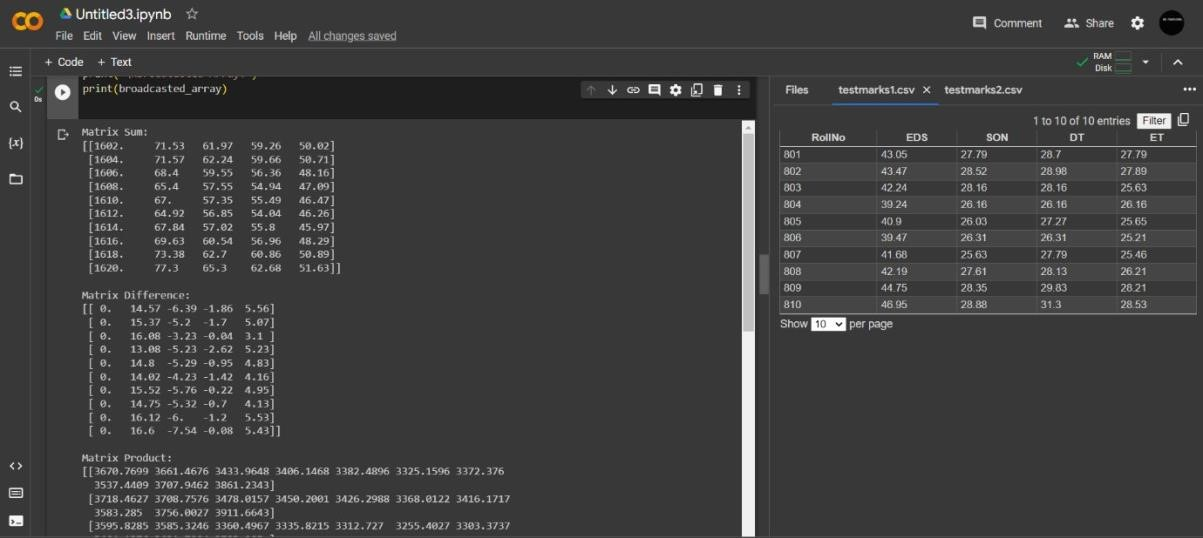 Untitled3.ipynb
File Edit View Insert Runtime Tools Help All changes saved
Comment Share
+ Code + Text
RAM
Disk
0s
print(broadcasted_array)
Matrix Sum:
[[1602. 71.53 61.97 59.26 50.02]
[1604. 71.57 62.24 59.66 50.71]
[1606. 68.4 59.55 56.36 48.16]
[1608. 65.4 57.55 54.94 47.09]
[1610. 67. 57.35 55.49 46.47]
[1612. 64.92 56.85 54.04 46.26]
[1614. 67.84 57.02 55.8 45.97]
[1616. 69.63 60.54 56.96 48.29]
[1618. 73.38 62.7 60.86 50.89]
[1620. 77.3 65.3 62.68 51.63]]
Matrix Difference:
[[ 0. 14.57 -6.39 -1.86 5.56]
[ 0. 15.37 -5.2 -1.7 5.07]
[ 0. 16.08 -3.23 -0.04 3.1 ]
[ 0. 13.08 -5.23 -2.62 5.23]
[ 0. 14.8 -5.29 -0.95 4.83]
[ 0. 14.02 -4.23 -1.42 4.16]
[ 0. 15.52 -5.76 -0.22 4.95]
[ 0. 14.75 -5.32 -0.7 4.13]
[ 0. 16.12 -6. -1.2 5.53]
[ 0. 16.6 -7.54 -0.08 5.43]]
Matrix Product:
[[3670.7699 3661.4676 3433.9648 3406.1468 3382.4896 3325.1596 3372.376
3537.4409 3707.9462 3861.2343]
[3718.4627 3708.7576 3478.0157 3450.2001 3426.2988 3368.0122 3416.1717
3583.285 3756.0027 3911.6643]
[3595.8285 3585.3246 3360.4967 3335.8215 3312.727 3255.4027 3303.3737
Files testmarks1.csv X testmarks2.csv
1 to 10 of 10 entries Filter
RollNo EDS SON DT ET
801 43.05 27.79 28.7 27.79
802 43.47 28.52 28.98 27.89
803 42.24 28.16 28.16 25.63
804 39.24 26.16 26.16 26.16
805 40.9 26.03 27.27 25.65
806 39.47 26.31 26.31 25.21
807 41.68 25.63 27.79 25.46
808 42.19 27.61 28.13 26.21
809 44.75 28.35 29.83 28.21
810 46.95 28.88 31.3 28.53
Show 10 per page